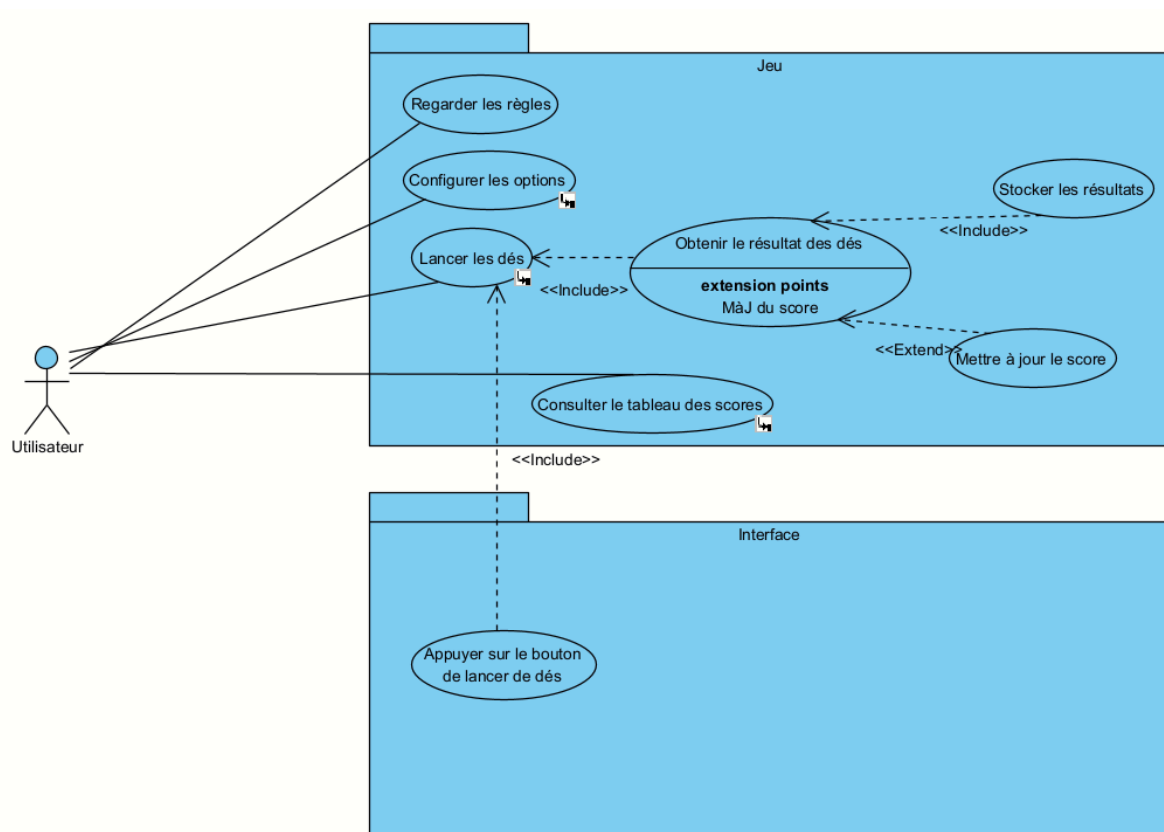 Jeu
Regarder les règles
Configurer les options
Stocker les résultats
<<Include>>
Obtenir le résultat des dés
Lancer les dés
extension points
<<Include>>
MàJ du score
<<Extend>>
Mettre à jour le score
Consulter le tableau des scores
Utilisateur
<<Include>>
Interface
Appuyer sur le bouton
de lancer de dés